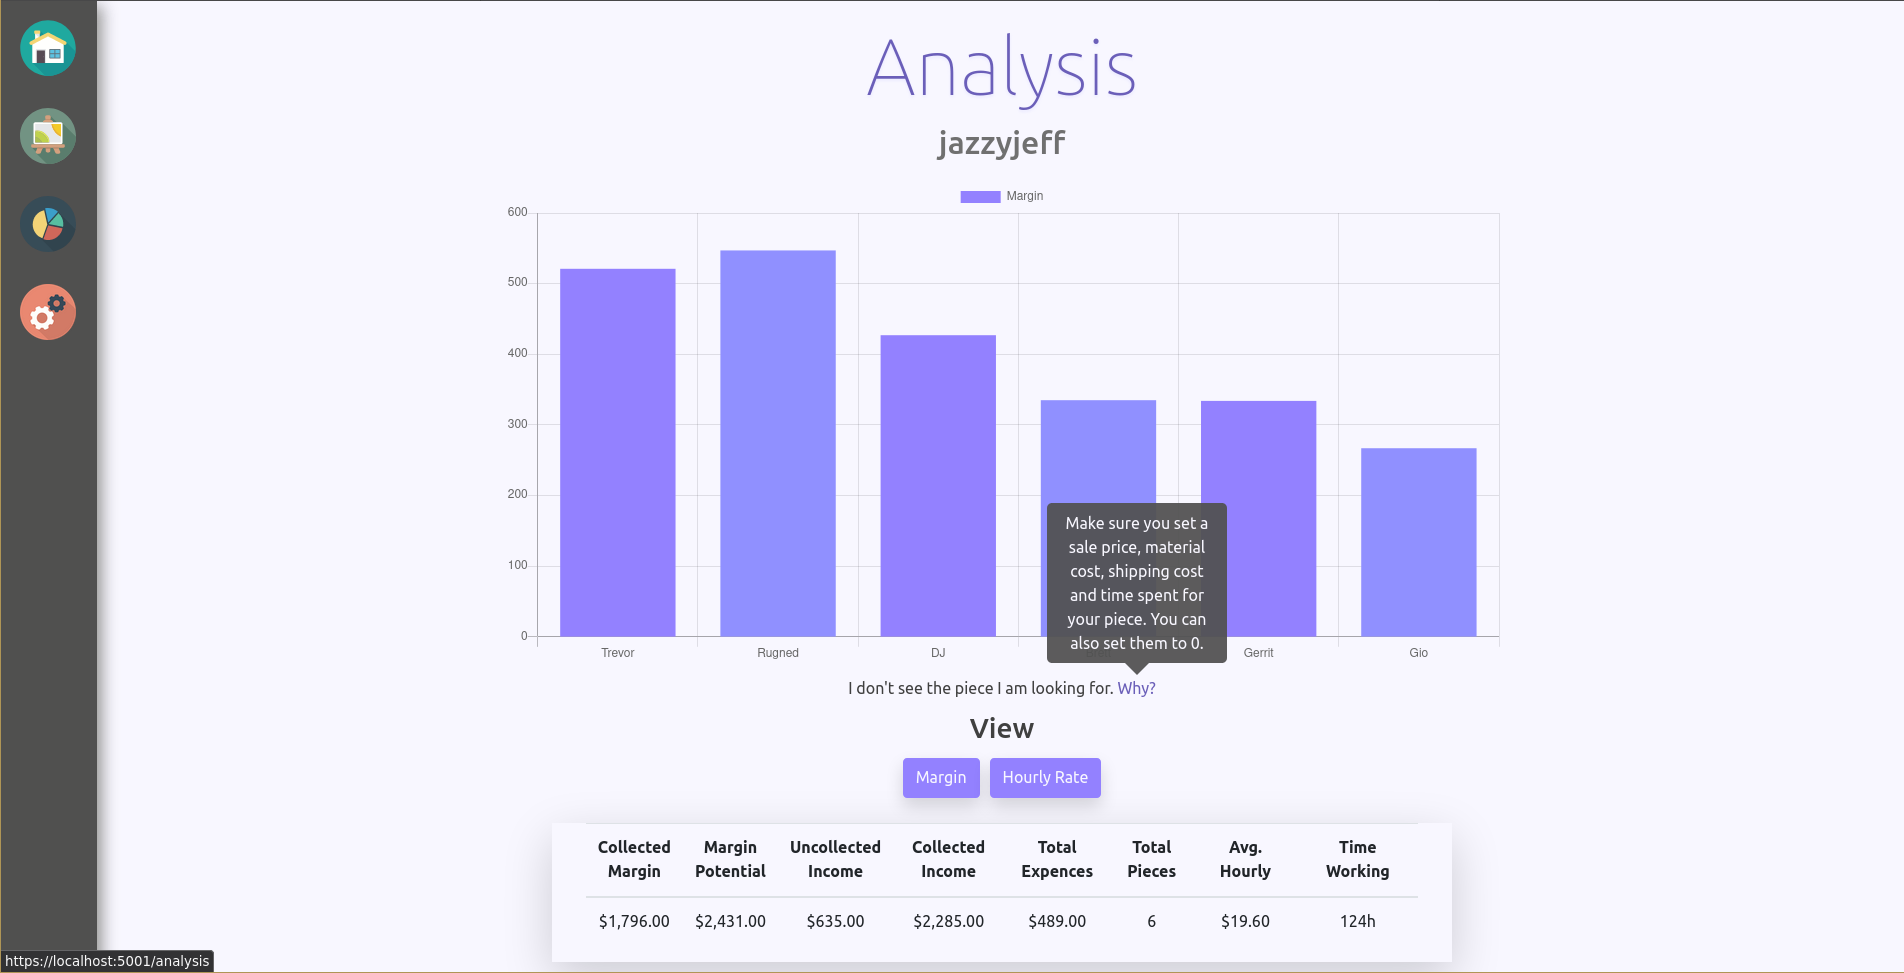 Analysis
jazzyjeff
Margin
600
500
400
300
200
100
0
Trevor
Rugned
DJ
Gerrit
Gio
Make sure you set a
sale price, material
cost, shipping cost
and time spent for
your piece. You can
also set them to 0.
I don't see the piece I am looking for. Why?
View
Margin
Hourly Rate
Collected Margin
Margin Potential
Uncollected Income
Collected Income
Total Expences
Total Pieces
Avg. Hourly
Time Working
$1,796.00 $2,431.00 $635.00 $2,285.00 $489.00 6 $19.60 124h
https://localhost:5001/analysis